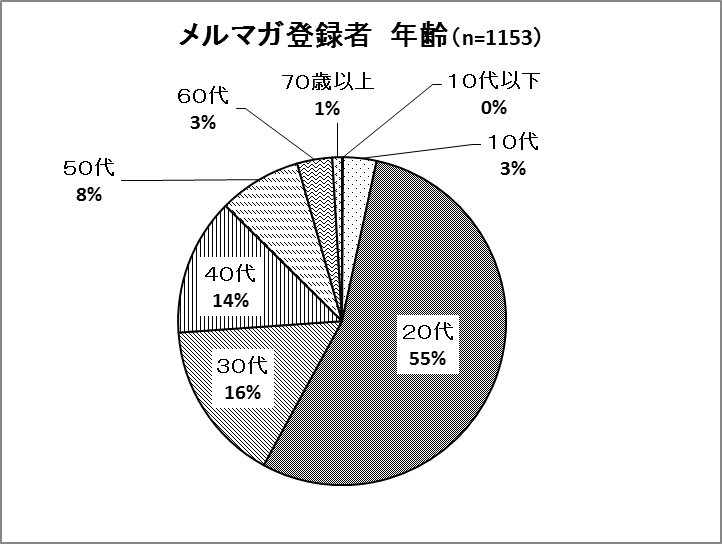 メルマガ登録者　年齢（n=1153）
１０代以下
0%
１０代
3%
２０代
55%
３０代
16%
４０代
14%
５０代
8%
６０代
3%
７０歳以上
1%